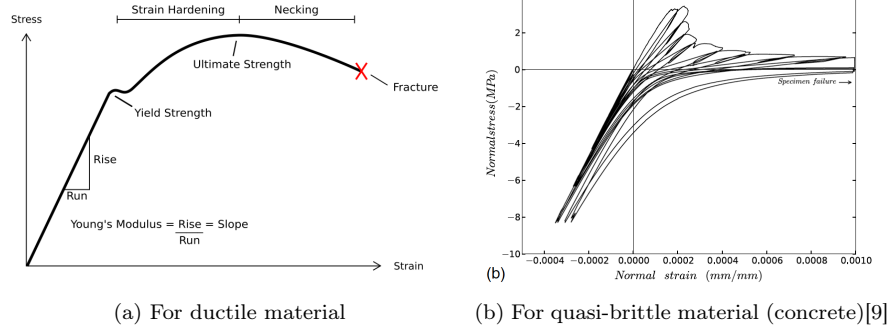 Stress
Strain Hardening
Necking
Ultimate Strength
Fracture
Yield Strength
Rise
Run
Young's Modulus = Rise = Slope
Run
Strain
(a) For ductile material
2
0
−2
−4
−6
−8
−10
Normalstress(MPa)
Specimen failure
−0.0004
−0.0002
0.0000
0.0002
0.0004
0.0006
0.0008
0.0010
Normal strain (mm/mm)
(b)
(b) For quasi-brittle material (concrete)[9]